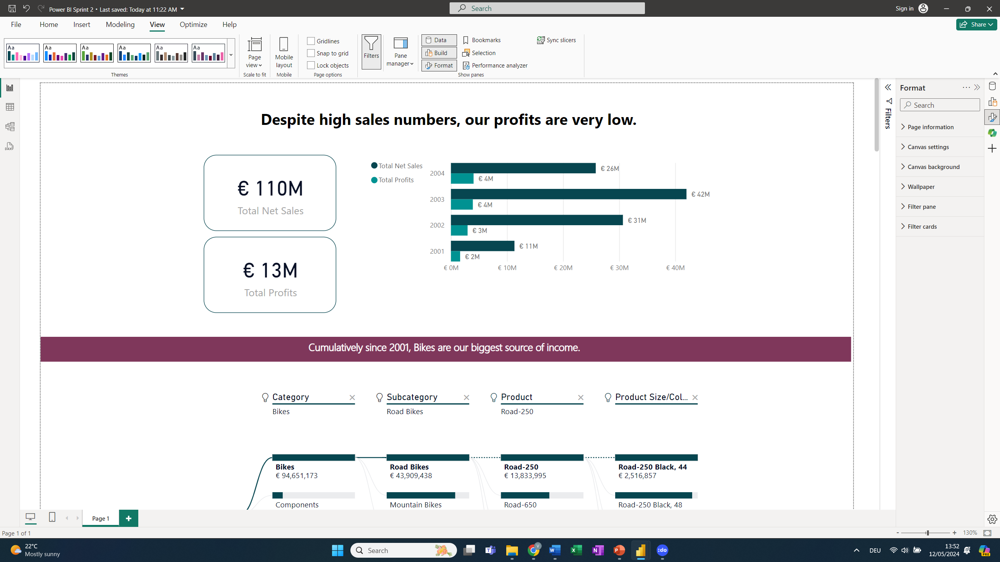 Power BI Sprint 2 • Last saved: Today at 11:22 AM
Search
Sign in
File Home Insert Modeling View Optimize Help
Share
Aa Aa Aa Aa Aa Aa
Page view
Mobile layout
Gridlines
Snap to grid
Lock objects
Filters
Pane manager
Data
Build
Format
Bookmarks
Selection
Performance analyzer
Sync slicers
Themes
Scale to fit
Mobile
Page options
Show panes
DAX
Despite high sales numbers, our profits are very low.
€ 110M
Total Net Sales
€ 13M
Total Profits
Total Net Sales
Total Profits
2004
€ 26M
€ 4M
2003
€ 42M
€ 4M
2002
€ 31M
€ 3M
2001
€ 11M
€ 2M
€ 0M € 10M € 20M € 30M € 40M
Cumulatively since 2001, Bikes are our biggest source of income.
Category Subcategory Product Product Size/Col...
Bikes Road Bikes Road-250
Bikes Road Bikes Road-250 Road-250 Black, 44
€ 94,651,173 € 43,909,438 € 13,833,995 € 2,516,857
Components Mountain Bikes Road-650 Road-250 Black, 48
Filters
Format
Search
Page information
Canvas settings
Canvas background
Wallpaper
Filter pane
Filter cards
Page 1
Page 1 of 1
- + 130%
22°C
Mostly sunny
Search
V
W
X
N
P
:do
DEU
13:52
12/05/2024
PRE